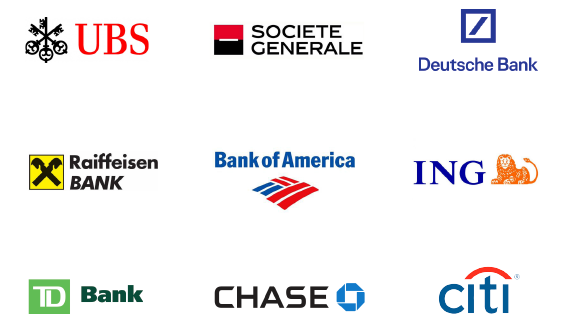 UBS
SOCIETE
GENERALE
Deutsche Bank
Raiffeisen
BANK
Bank of America
ING
TD Bank
CHASE
citi®